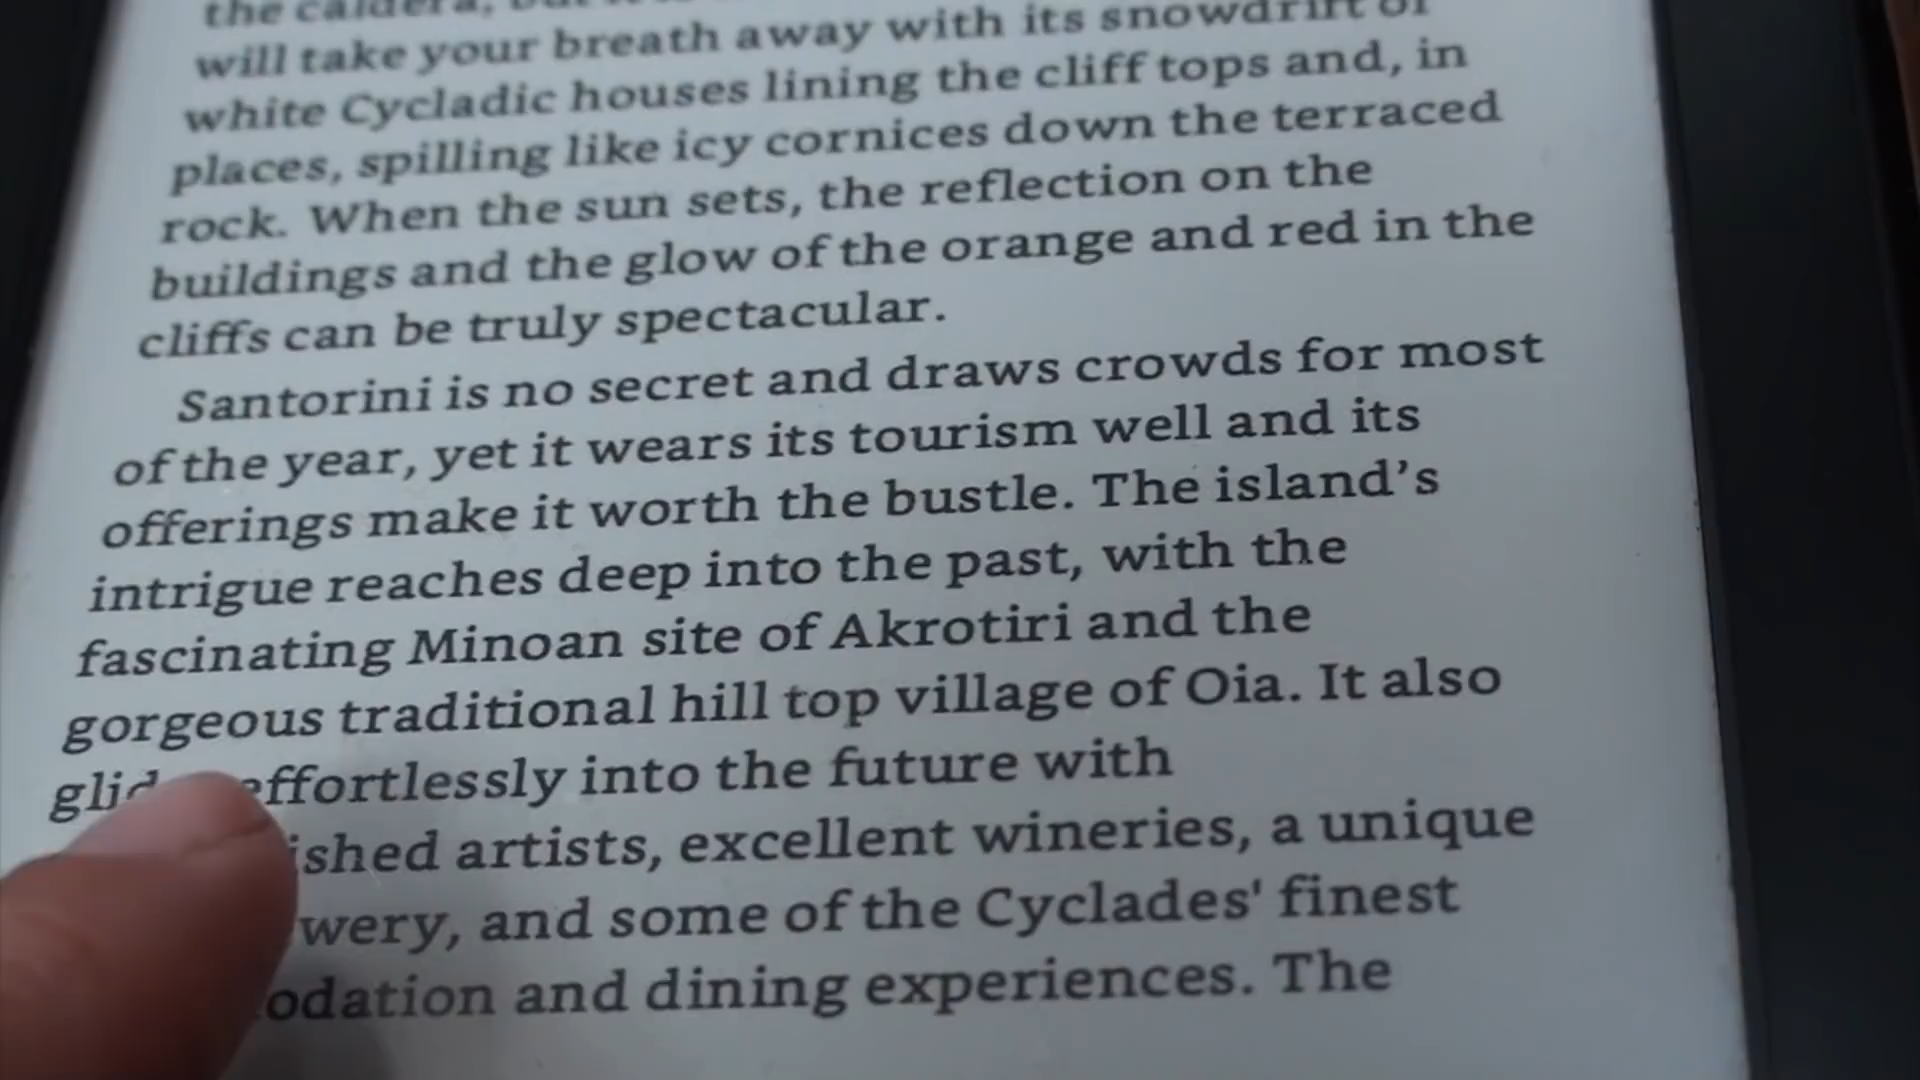 the caldera, but it is
will take your breath away with its snowdrift of
white Cycladic houses lining the cliff tops and, in
places, spilling like icy cornices down the terraced
rock. When the sun sets, the reflection on the
buildings and the glow of the orange and red in the
cliffs can be truly spectacular.
Santorini is no secret and draws crowds for most
of the year, yet it wears its tourism well and its
offerings make it worth the bustle. The island's
intrigue reaches deep into the past, with the
fascinating Minoan site of Akrotiri and the
gorgeous traditional hill top village of Oia. It also
effortlessly into the future with
artists, excellent wineries, a unique
and some of the Cyclades' finest
and dining experiences. The